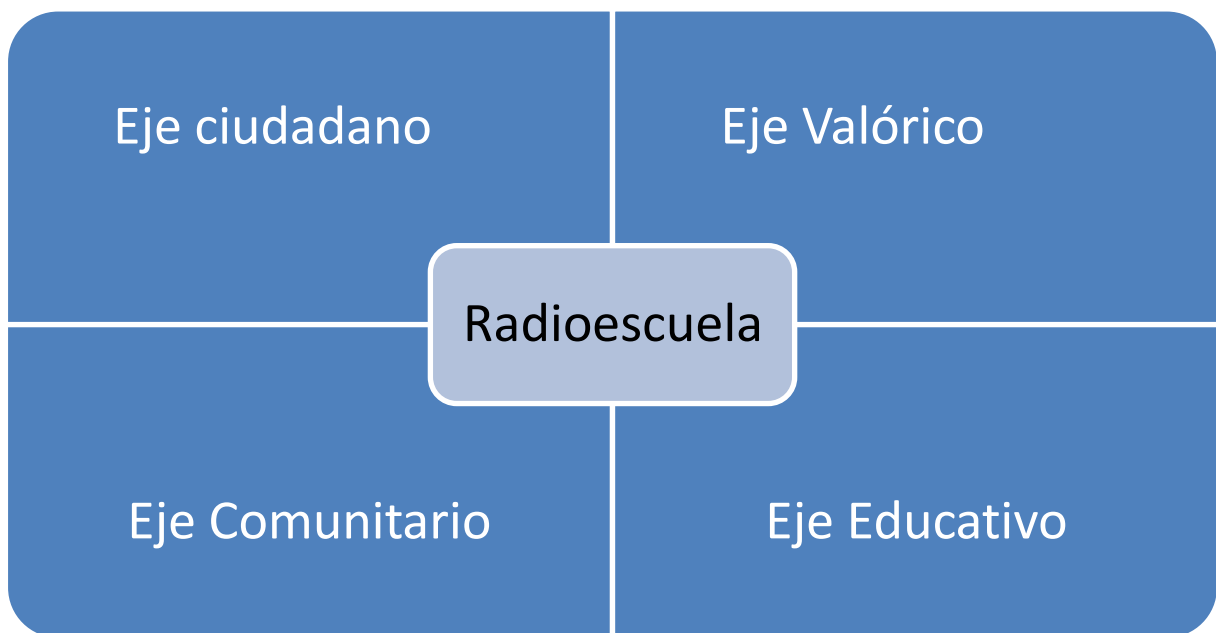 Eje ciudadano
Eje Valórico
Radioescuela
Eje Comunitario
Eje Educativo